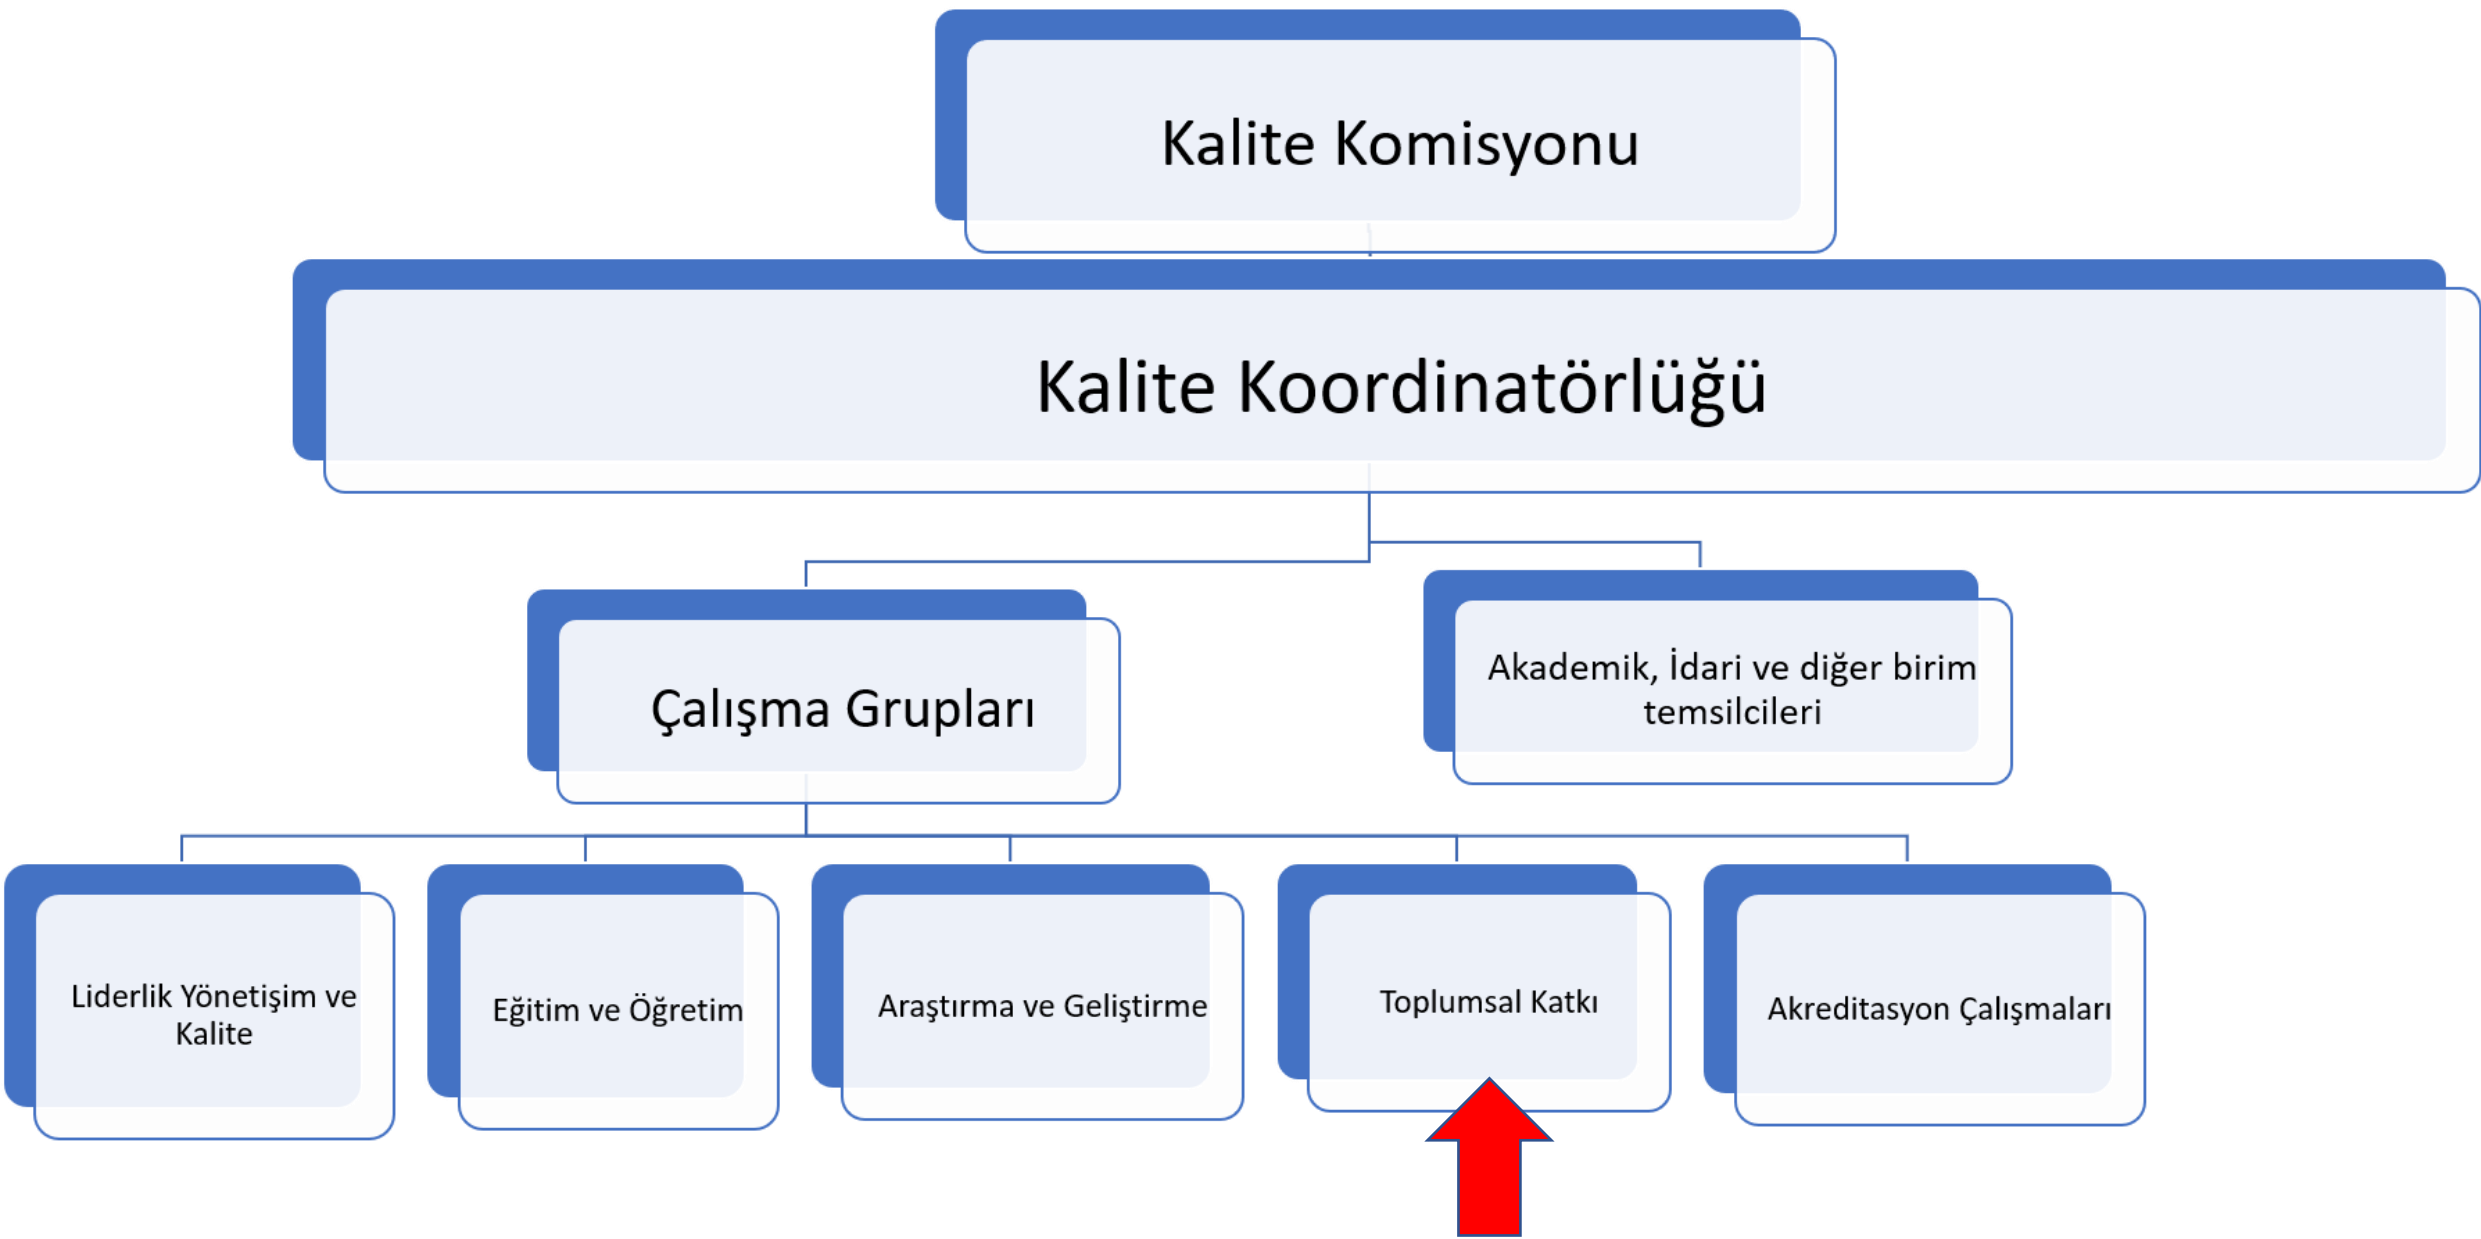 Kalite Komisyonu
Kalite Koordinatörlüğü
Çalışma Grupları
Akademik, İdari ve diğer birim
temsilcileri
Liderlik Yönetişim ve
Kalite
Eğitim ve Öğretim
Araştırma ve Geliştirme
Toplumsal Katkı
Akreditasyon Çalışmaları